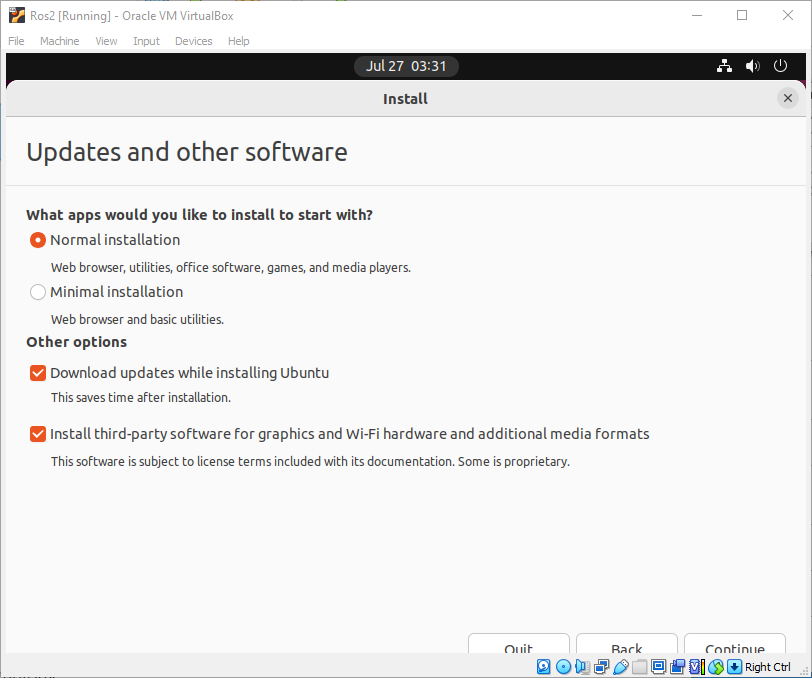 Ros2 [Running] - Oracle VM VirtualBox
File Machine View Input Devices Help
Jul 27 03:31
Install
Updates and other software
What apps would you like to install to start with?
Normal installation
Web browser, utilities, office software, games, and media players.
Minimal installation
Web browser and basic utilities.
Other options
Download updates while installing Ubuntu
This saves time after installation.
Install third-party software for graphics and Wi-Fi hardware and additional media formats
This software is subject to license terms included with its documentation. Some is proprietary.
Quit Back Continue
Right Ctrl